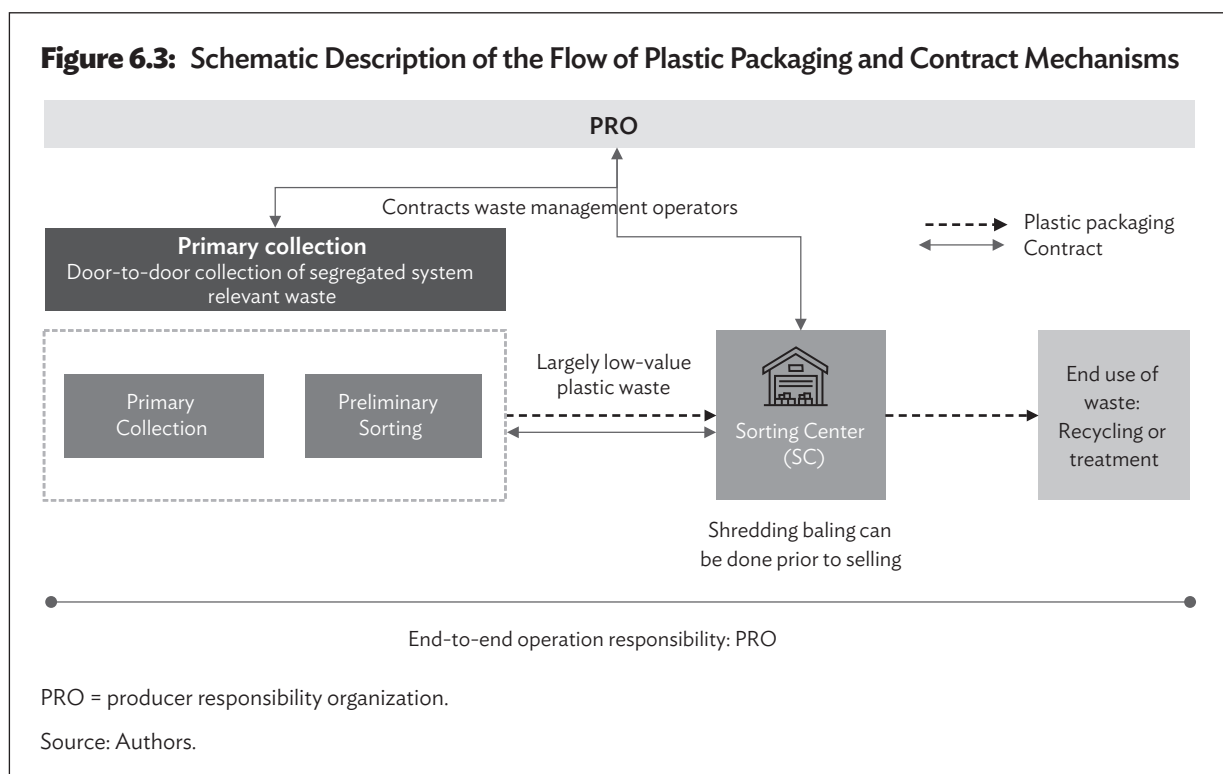 Figure 6.3: Schematic Description of the Flow of Plastic Packaging and Contract Mechanisms
PRO
Contracts waste management operators
Primary collection
Door-to-door collection of segregated system
relevant waste
Plastic packaging
Contract
Primary
Collection
Preliminary
Sorting
Largely low-value
plastic waste
Sorting Center
(SC)
End use of
waste:
Recycling or
treatment
Shredding baling can
be done prior to selling
End-to-end operation responsibility: PRO
PRO = producer responsibility organization.
Source: Authors.